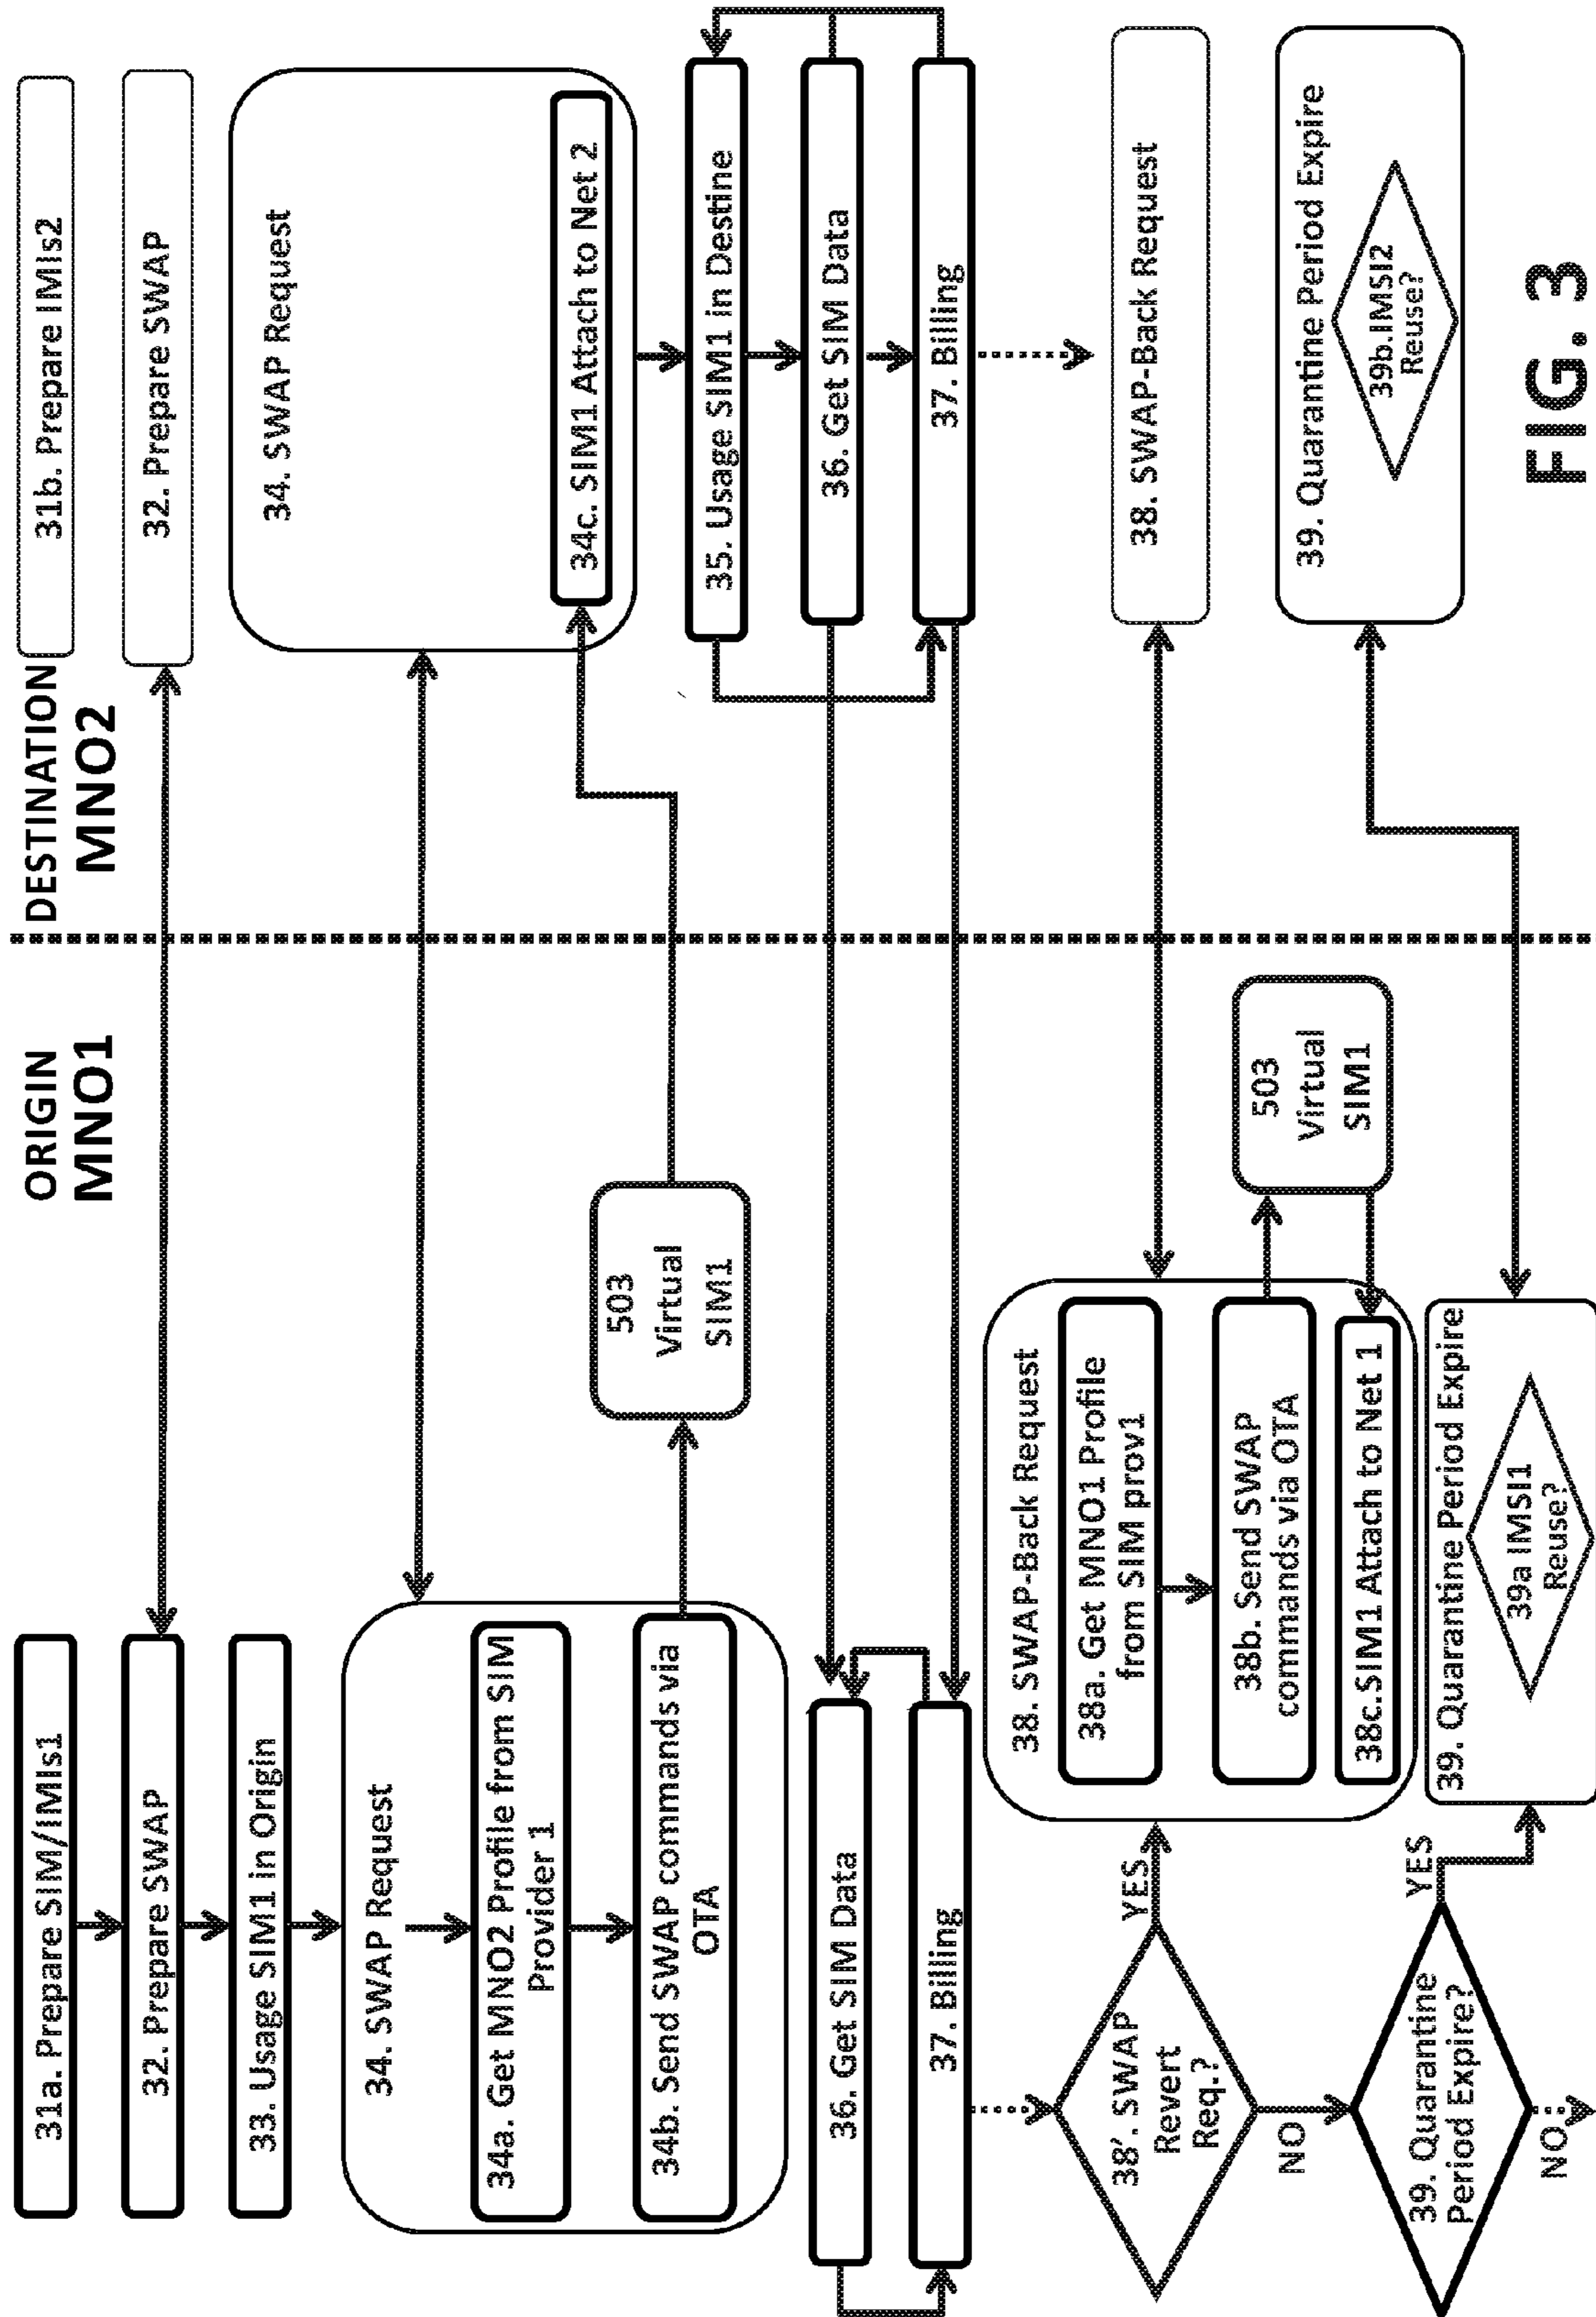 ORIGIN
MNO1
DESTINATION
MNO2
31a. Prepare SIM/IMIs1
31b. Prepare IMIs2
32. Prepare SWAP
32. Prepare SWAP
33. Usage SIM1 in Origin
34. SWAP Request
34a. Get MNO2 Profile from SIM
Provider 1
34b. Send SWAP commands via
OTA
503
Virtual
SIM1
34. SWAP Request
34c. SIM1 Attach to Net 2
35. Usage SIM1 in Destine
36. Get SIM Data
36. Get SIM Data
37. Billing
37. Billing
38'. SWAP
Revert
Req.?
YES
NO
38. SWAP-Back Request
38a. Get MNO1 Profile
from SIM prov1
38b. Send SWAP
commands via OTA
38c.SIM1 Attach to Net 1
503
Virtual
SIM1
38. SWAP-Back Request
39. Quarantine
Period Expire?
YES
NO
39. Quarantine Period Expire
39a IMSI1
Reuse?
39. Quarantine Period Expire
39b.IMSI2
Reuse?
FIG. 3